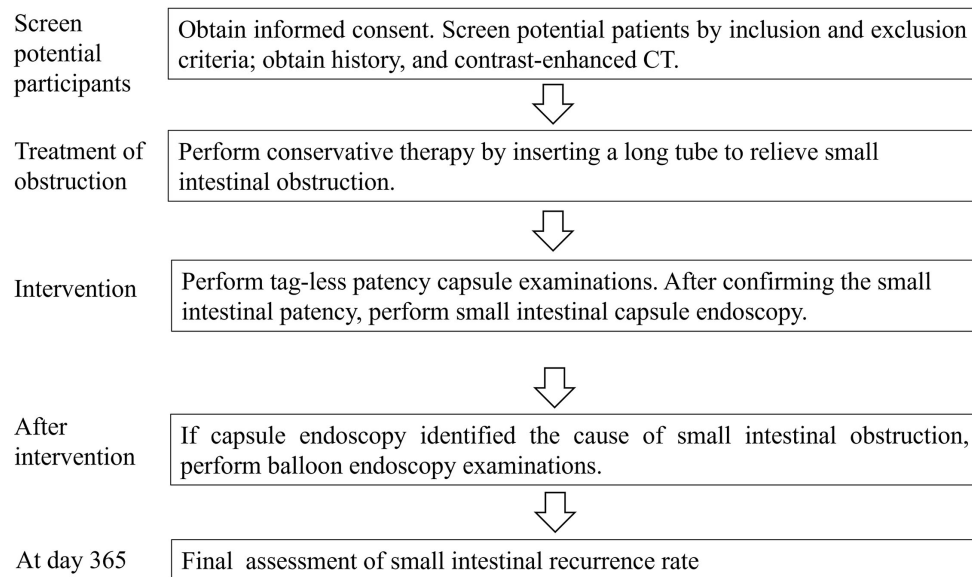 Screen
potential
participants
Obtain informed consent. Screen potential patients by inclusion and exclusion
criteria; obtain history, and contrast-enhanced CT.
Treatment of
obstruction
Perform conservative therapy by inserting a long tube to relieve small
intestinal obstruction.
Intervention
Perform tag-less patency capsule examinations. After confirming the small
intestinal patency, perform small intestinal capsule endoscopy.
After
intervention
If capsule endoscopy identified the cause of small intestinal obstruction,
perform balloon endoscopy examinations.
At day 365
Final assessment of small intestinal recurrence rate